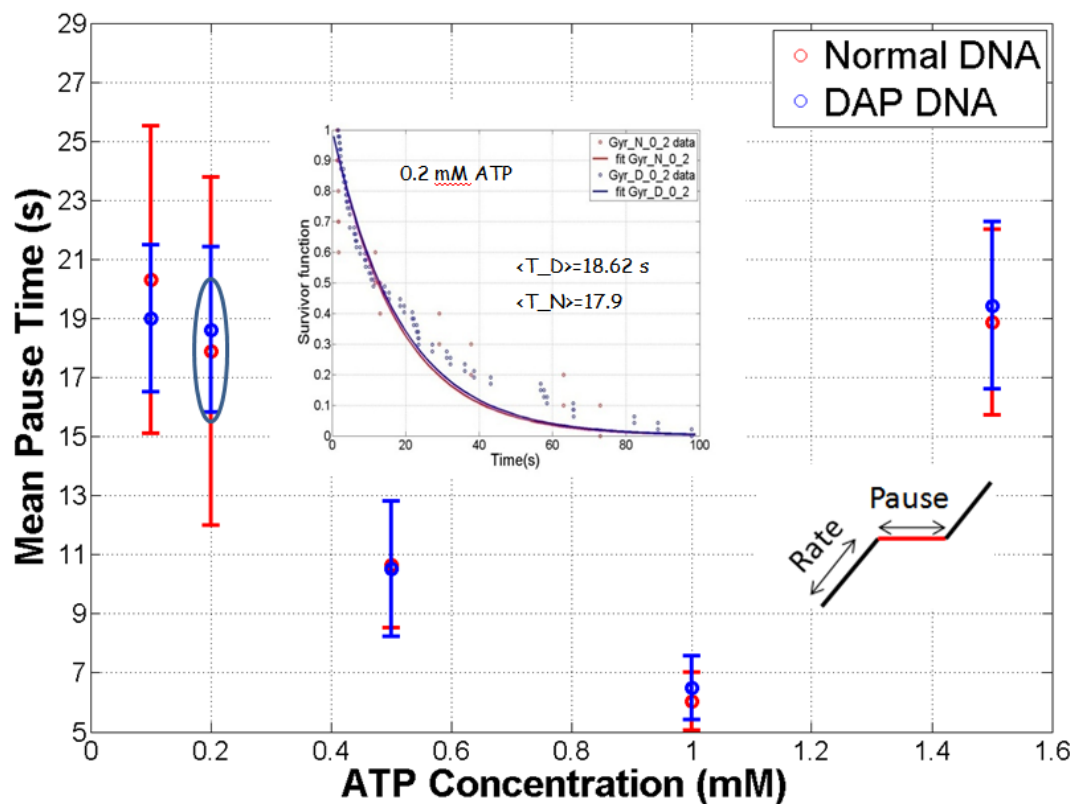 29
27
25
23
21
19
17
15
13
11
9
7
5
Mean Pause Time (s)
0
0.2
0.4
0.6
0.8
1
1.2
1.4
1.6
ATP Concentration (mM)
Normal DNA
DAP DNA
1
0.9
0.8
0.7
0.6
0.5
0.4
0.3
0.2
0.1
0
Survivor function
0
20
40
60
80
100
Time(s)
0.2 mM ATP
Gyr_N_0_2 data
fit Gyr_N_0_2
Gyr_D_0_2 data
fit Gyr_D_0_2
<T_D>=18.62 s
<T_N>=17.9
Pause
Rate